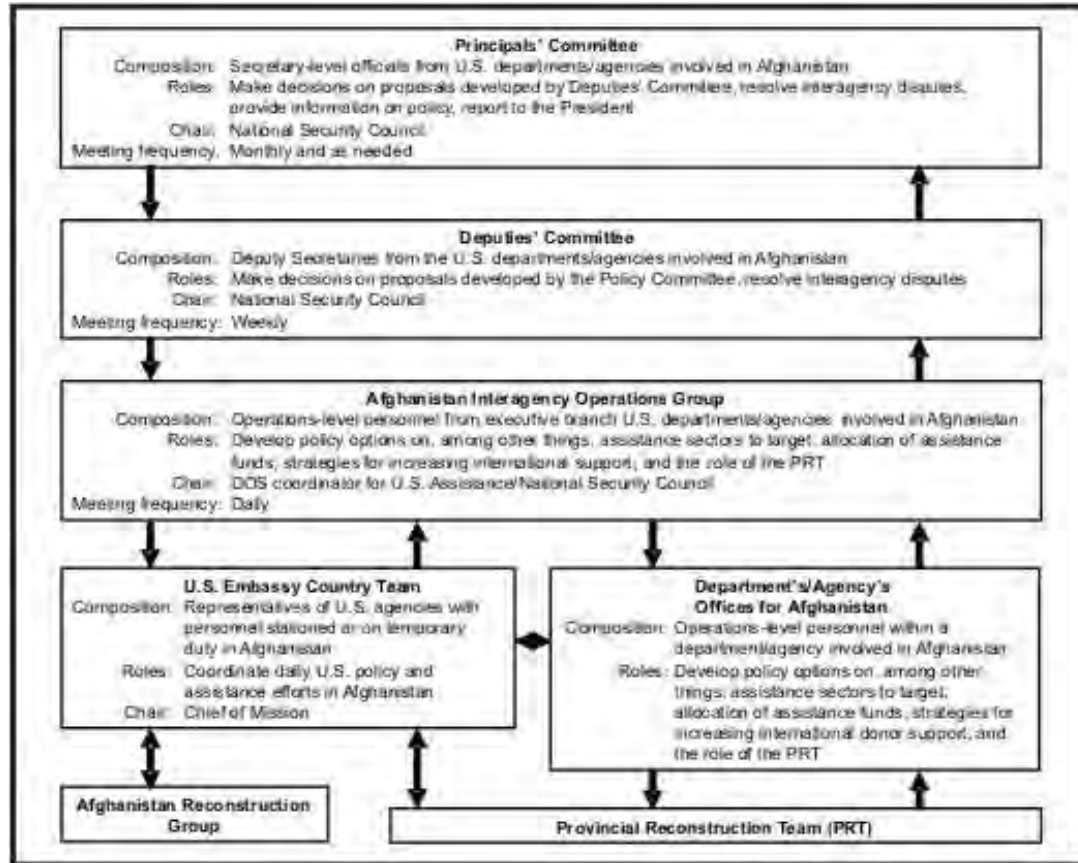 Principals' Committee
Composition: Secretary-level officials from U.S. departments/agencies involved in Afghanistan
Roles: Make decisions on proposals developed by Deputies' Committee, resolve interagency disputes,
provide information on policy, report to the President
Chair: National Security Council
Meeting frequency: Monthly and as needed
Deputies' Committee
Composition: Deputy Secretaries from the U.S. departments/agencies involved in Afghanistan
Roles: Make decisions on proposals developed by the Policy Committee, resolve interagency disputes
Chair: National Security Council
Meeting frequency: Weekly
Afghanistan Interagency Operations Group
Composition: Operations-level personnel from executive branch U.S. departments/agencies involved in Afghanistan
Roles: Develop policy options on, among other things, assistance sectors to target, allocation of assistance
funds, strategies for increasing international support, and the role of the PRT
Chair: DOS coordinator for U.S. Assistance/National Security Council
Meeting frequency: Daily
U.S. Embassy Country Team
Composition: Representatives of U.S. agencies with
personnel stationed or on temporary
duty in Afghanistan
Roles: Coordinate daily U.S. policy and
assistance efforts in Afghanistan
Chair: Chief of Mission
Department's/Agency's
Offices for Afghanistan
Composition: Operations-level personnel within a
department/agency involved in Afghanistan
Roles: Develop policy options on, among other
things, assistance sectors to target,
allocation of assistance funds, strategies for
increasing international donor support, and
the role of the PRT
Afghanistan Reconstruction
Group
Provincial Reconstruction Team (PRT)